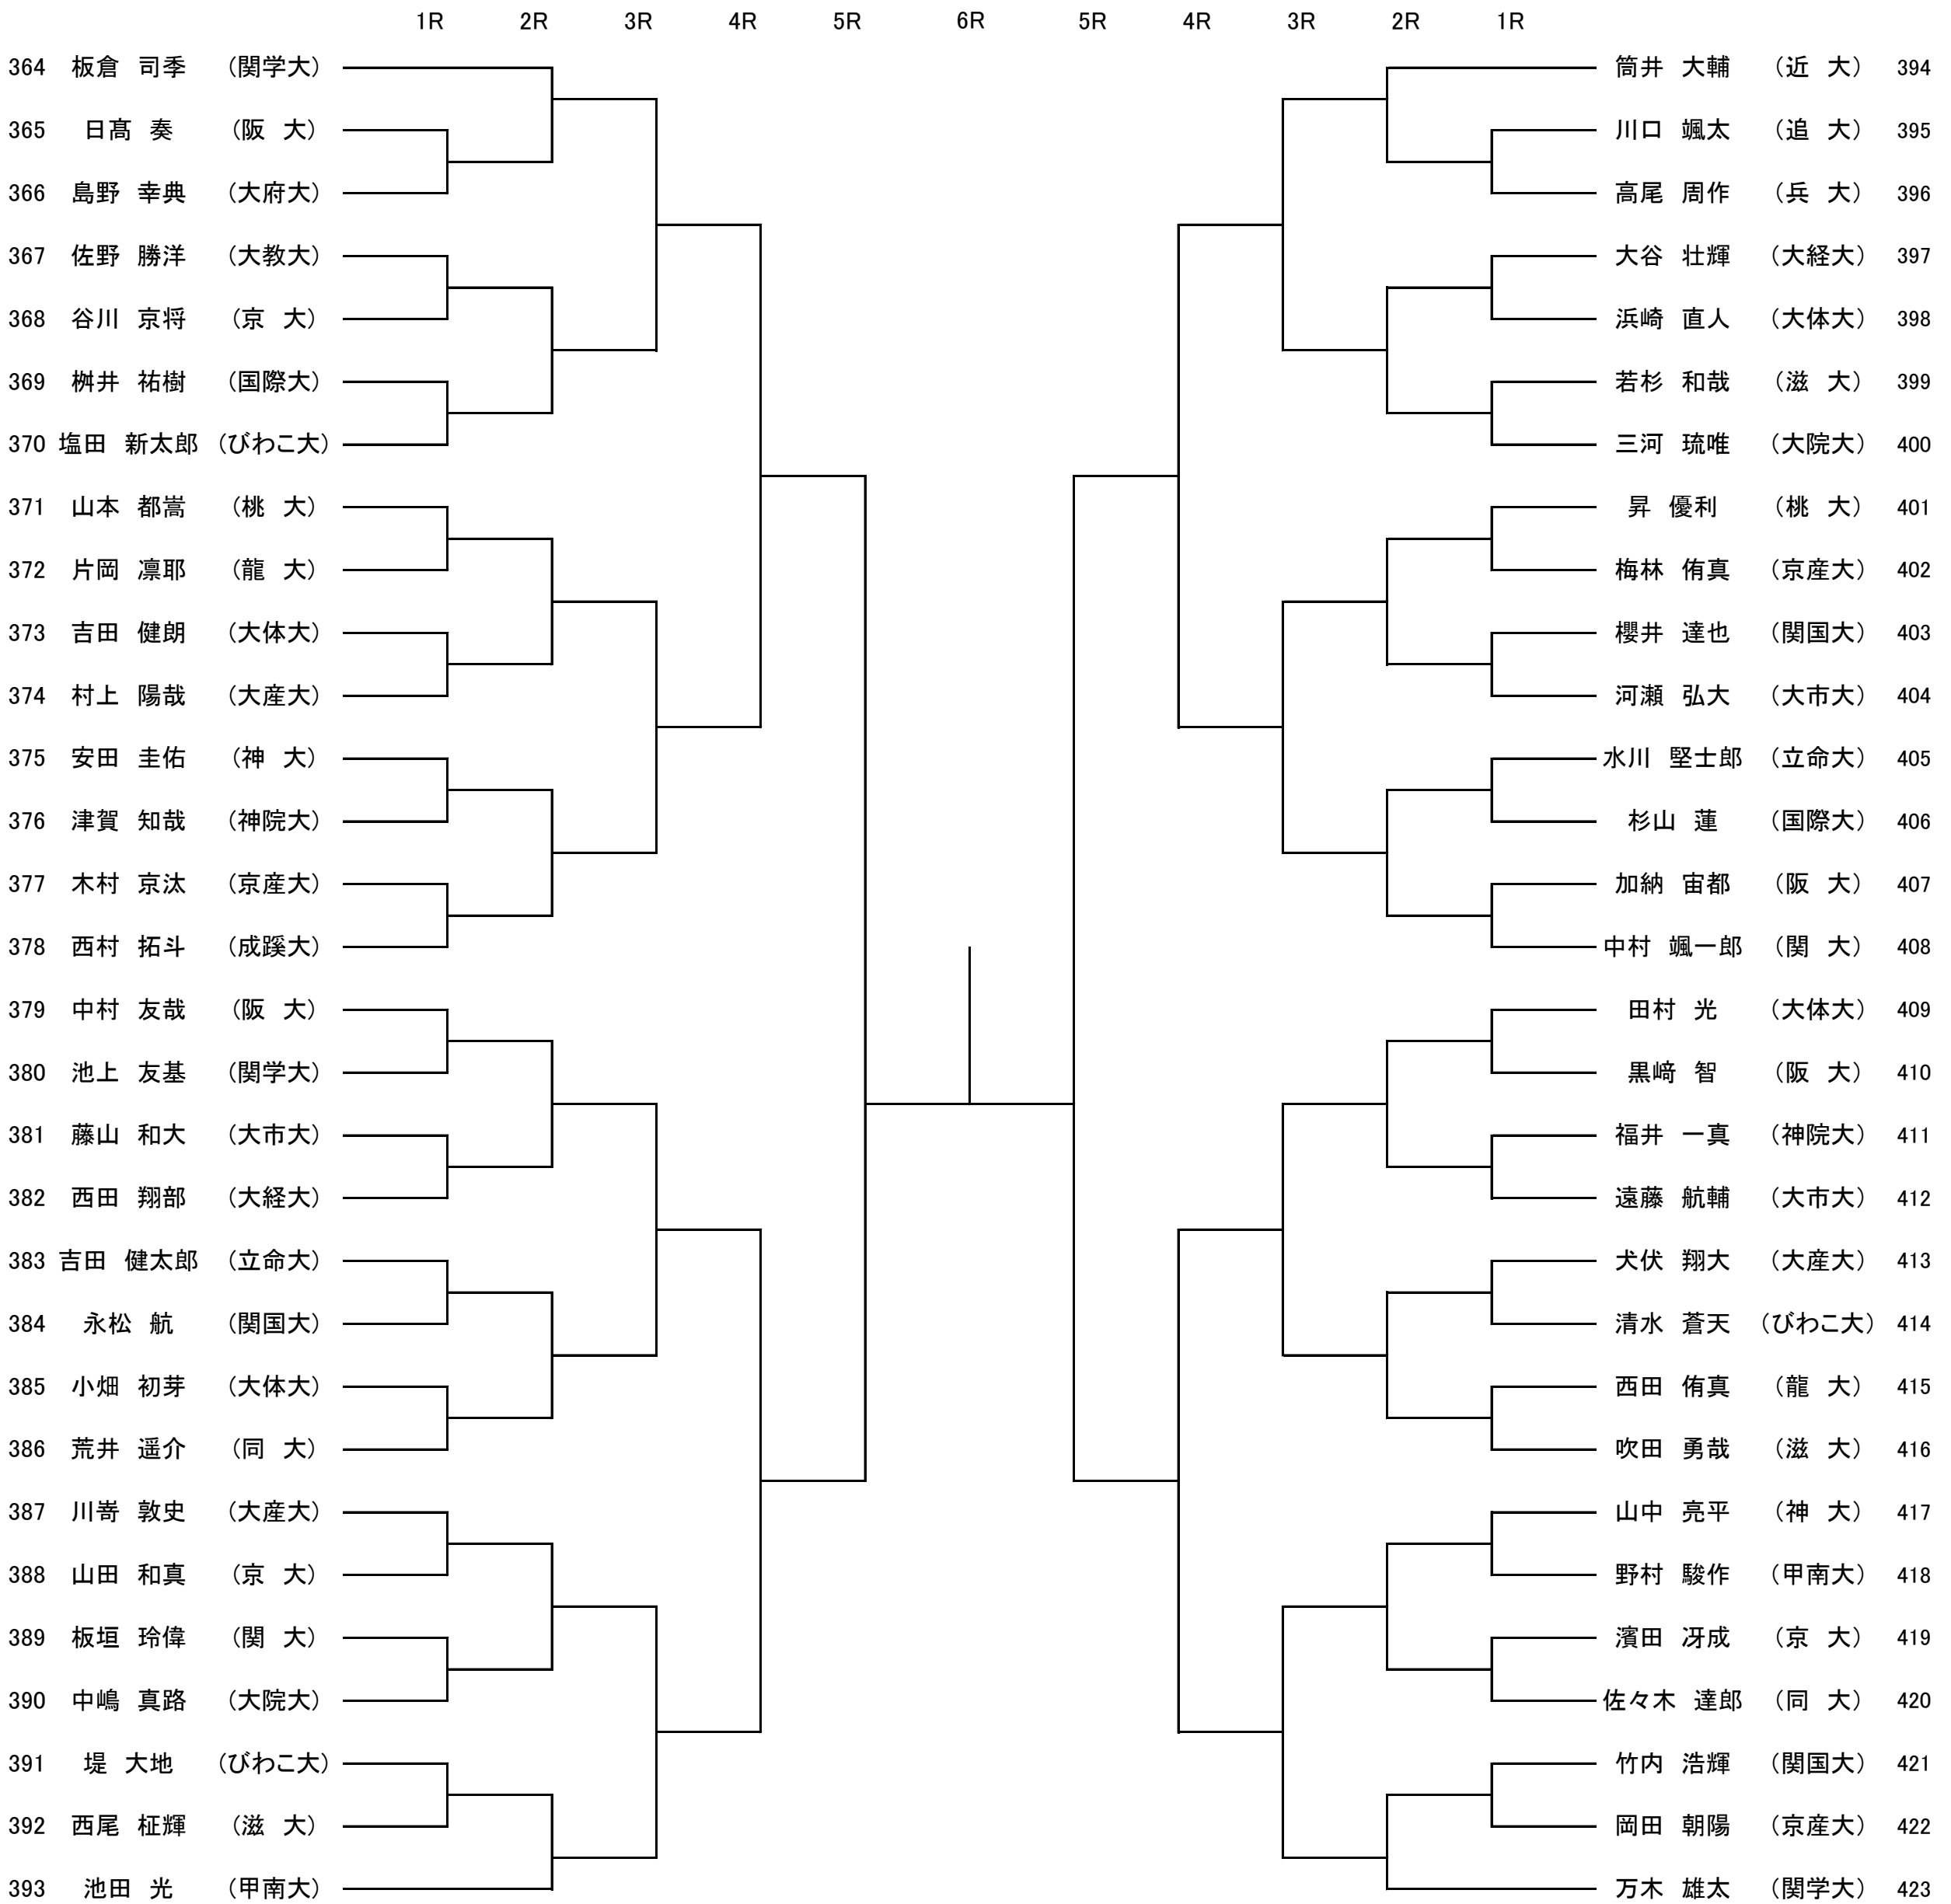 1R 2R 3R 4R 5R 6R 5R 4R 3R 2R 1R
364 板倉 司季 （関学大） 筒井 大輔 （近 大） 394
365 日髙 奏 （阪 大） 川口 颯太 （追 大） 395
366 島野 幸典 （大府大） 高尾 周作 （兵 大） 396
367 佐野 勝洋 （大教大） 大谷 壮輝 （大経大） 397
368 谷川 京将 （京 大） 浜崎 直人 （大体大） 398
369 桝井 祐樹 （国際大） 若杉 和哉 （滋 大） 399
370 塩田 新太郎 （びわこ大） 三河 琉唯 （大院大） 400
371 山本 都嵩 （桃 大） 昇 優利 （桃 大） 401
372 片岡 凛耶 （龍 大） 梅林 侑真 （京産大） 402
373 吉田 健朗 （大体大） 櫻井 達也 （関国大） 403
374 村上 陽哉 （大産大） 河瀬 弘大 （大市大） 404
375 安田 圭佑 （神 大） 水川 堅士郎 （立命大） 405
376 津賀 知哉 （神院大） 杉山 蓮 （国際大） 406
377 木村 京汰 （京産大） 加納 宙都 （阪 大） 407
378 西村 拓斗 （成蹊大） 中村 颯一郎 （関 大） 408
379 中村 友哉 （阪 大） 田村 光 （大体大） 409
380 池上 友基 （関学大） 黒﨑 智 （阪 大） 410
381 藤山 和大 （大市大） 福井 一真 （神院大） 411
382 西田 翔部 （大経大） 遠藤 航輔 （大市大） 412
383 吉田 健太郎 （立命大） 犬伏 翔大 （大産大） 413
384 永松 航 （関国大） 清水 蒼天 （びわこ大） 414
385 小畑 初芽 （大体大） 西田 侑真 （龍 大） 415
386 荒井 遥介 （同 大） 吹田 勇哉 （滋 大） 416
387 川嵜 敦史 （大産大） 山中 亮平 （神 大） 417
388 山田 和真 （京 大） 野村 駿作 （甲南大） 418
389 板垣 玲偉 （関 大） 濱田 冴成 （京 大） 419
390 中嶋 真路 （大院大） 佐々木 達郎 （同 大） 420
391 堤 大地 （びわこ大） 竹内 浩輝 （関国大） 421
392 西尾 柾輝 （滋 大） 岡田 朝陽 （京産大） 422
393 池田 光 （甲南大） 万木 雄太 （関学大） 423